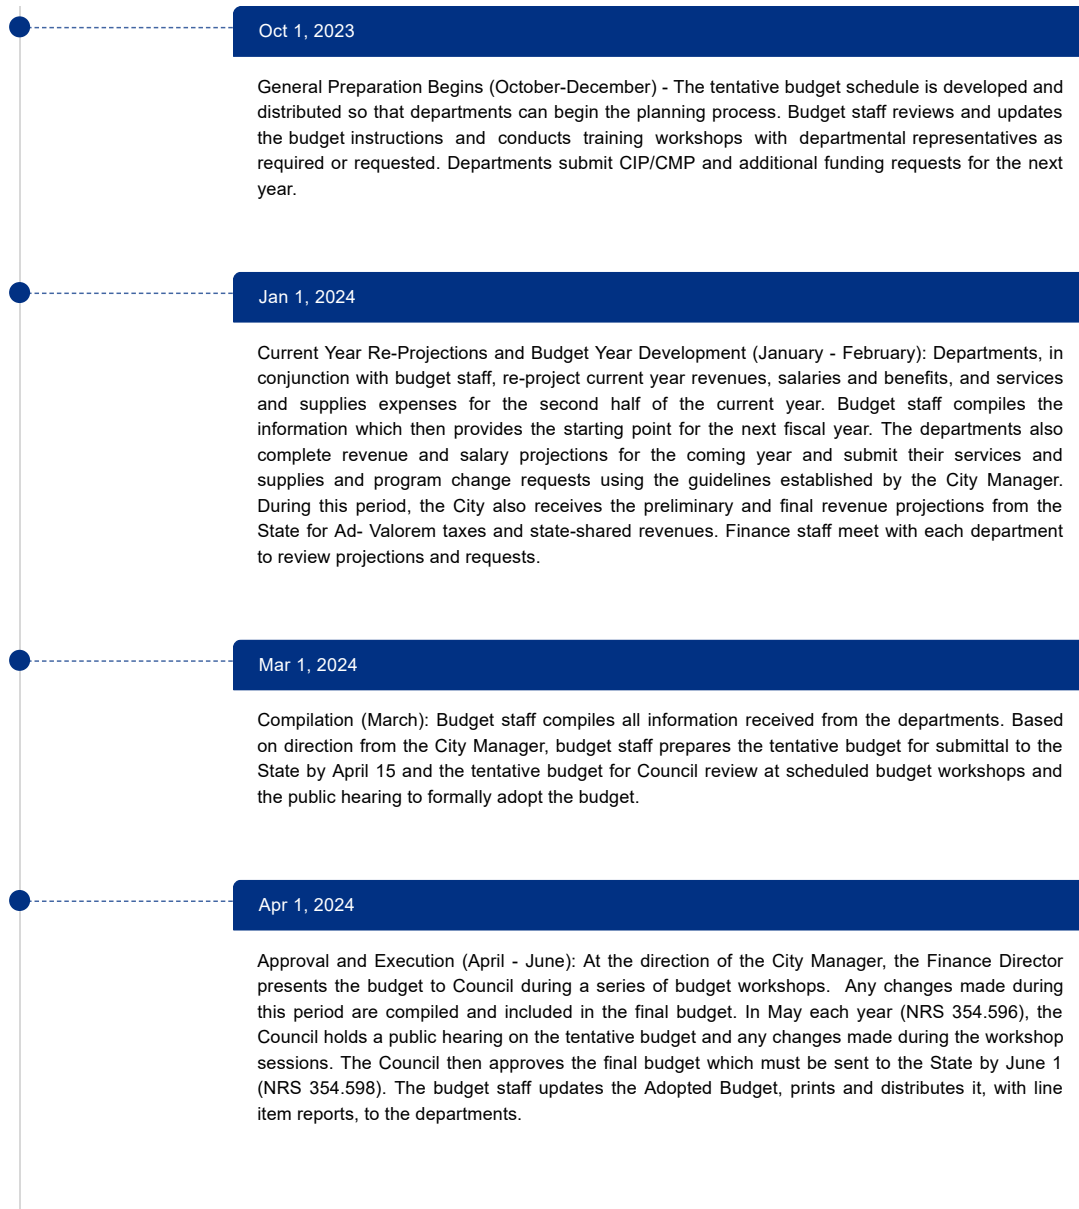 Oct 1, 2023
General Preparation Begins (October-December) - The tentative budget schedule is developed and
distributed so that departments can begin the planning process. Budget staff reviews and updates
the budget instructions and conducts training workshops with departmental representatives as
required or requested. Departments submit CIP/CMP and additional funding requests for the next
year.
Jan 1, 2024
Current Year Re-Projections and Budget Year Development (January - February): Departments, in
conjunction with budget staff, re-project current year revenues, salaries and benefits, and services
and supplies expenses for the second half of the current year. Budget staff compiles the
information which then provides the starting point for the next fiscal year. The departments also
complete revenue and salary projections for the coming year and submit their services and
supplies and program change requests using the guidelines established by the City Manager.
During this period, the City also receives the preliminary and final revenue projections from the
State for Ad- Valorem taxes and state-shared revenues. Finance staff meet with each department
to review projections and requests.
Mar 1, 2024
Compilation (March): Budget staff compiles all information received from the departments. Based
on direction from the City Manager, budget staff prepares the tentative budget for submittal to the
State by April 15 and the tentative budget for Council review at scheduled budget workshops and
the public hearing to formally adopt the budget.
Apr 1, 2024
Approval and Execution (April - June): At the direction of the City Manager, the Finance Director
presents the budget to Council during a series of budget workshops.  Any changes made during
this period are compiled and included in the final budget. In May each year (NRS 354.596), the
Council holds a public hearing on the tentative budget and any changes made during the workshop
sessions. The Council then approves the final budget which must be sent to the State by June 1
(NRS 354.598). The budget staff updates the Adopted Budget, prints and distributes it, with line
item reports, to the departments.